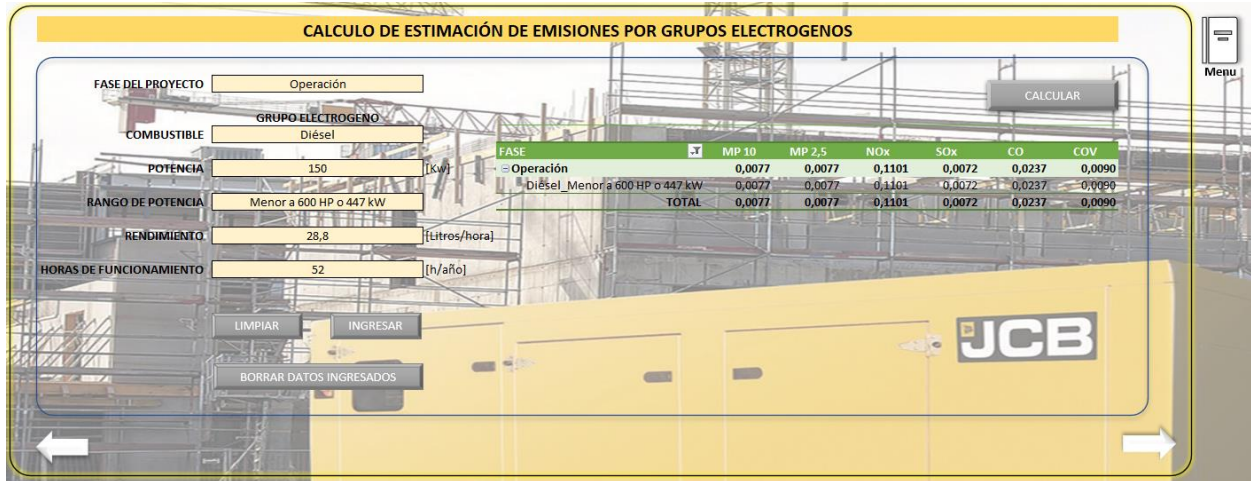 CALCULO DE ESTIMACIÓN DE EMISIONES POR GRUPOS ELECTROGENOS
Menu
FASE DEL PROYECTO Operación
CALCULAR
GRUPO ELECTROGENO
COMBUSTIBLE Diésel
POTENCIA 150 [Kw]
RANGO DE POTENCIA Menor a 600 HP o 447 kW
RENDIMIENTO 28,8 [Litros/hora]
HORAS DE FUNCIONAMIENTO 52 [h/año]
FASE MP 10 MP 2,5 NOx SOx CO COV
Operación 0,0077 0,0077 0,1101 0,0072 0,0237 0,0090
Diésel_Menor a 600 HP o 447 kW 0,0077 0,0077 0,1101 0,0072 0,0237 0,0090
TOTAL 0,0077 0,0077 0,1101 0,0072 0,0237 0,0090
LIMPIAR INGRESAR
BORRAR DATOS INGRESADOS
JCB